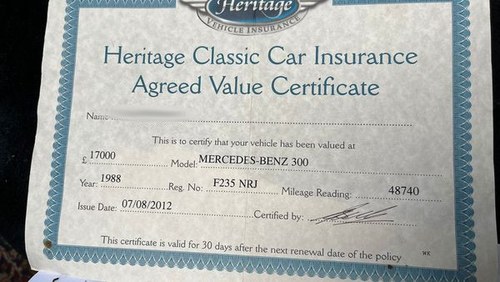 Heritage
VEHICLE INSURANCE
Heritage Classic Car Insurance
Agreed Value Certificate
Name
This is to certify that your vehicle has been valued at
£ 17000 Model: MERCEDES-BENZ 300
Year: 1988 Reg. No: F235 NRJ Mileage Reading: 48740
Issue Date: 07/08/2012 Certified by:
This certificate is valid for 30 days after the next renewal date of the policy